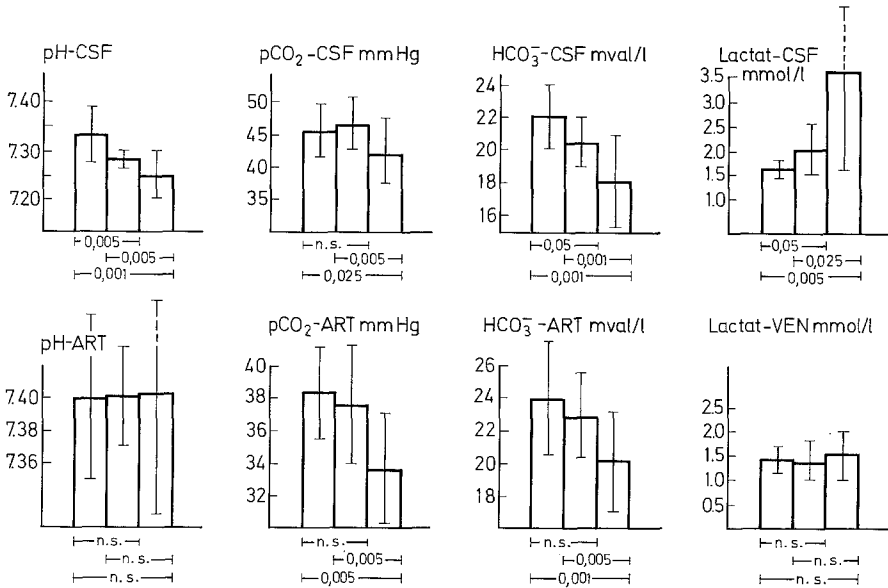 pH-CSF
7.40
7.30
7.20
0,005
0,005
0,001
pCO₂-CSF mmHg
50
45
40
35
n.s.
0,005
0,025
HCO₃⁻-CSF mval/l
24
22
20
18
15
0,05
0,001
0,001
Lactat-CSF
mmol/l
3.5
3.0
2.5
2.0
1.5
1.0
0,05
0,025
0,005
pH-ART
7.40
7.38
7.36
n.s.
n.s.
n.s.
pCO₂-ART mmHg
40
38
36
34
32
30
n.s.
0,005
0,005
HCO₃⁻-ART mval/l
26
24
22
20
18
n.s.
0,005
0,001
Lactat-VEN mmol/l
2.5
2.0
1.5
1.0
0.5
n.s.
n.s.
n.s.